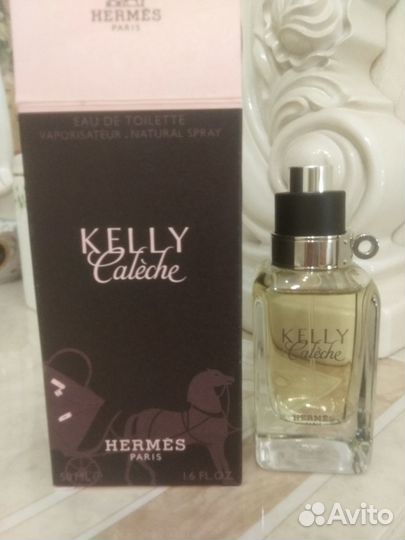 HERMÈS
PARIS
EAU DE TOILETTE
VAPORISATEUR . NATURAL SPRAY
KELLY
Calèche
HERMÈS
PARIS
50 ML ℮ 1.6 FL.OZ.
KELLY
Calèche
HERMÈS
PARIS
Avito